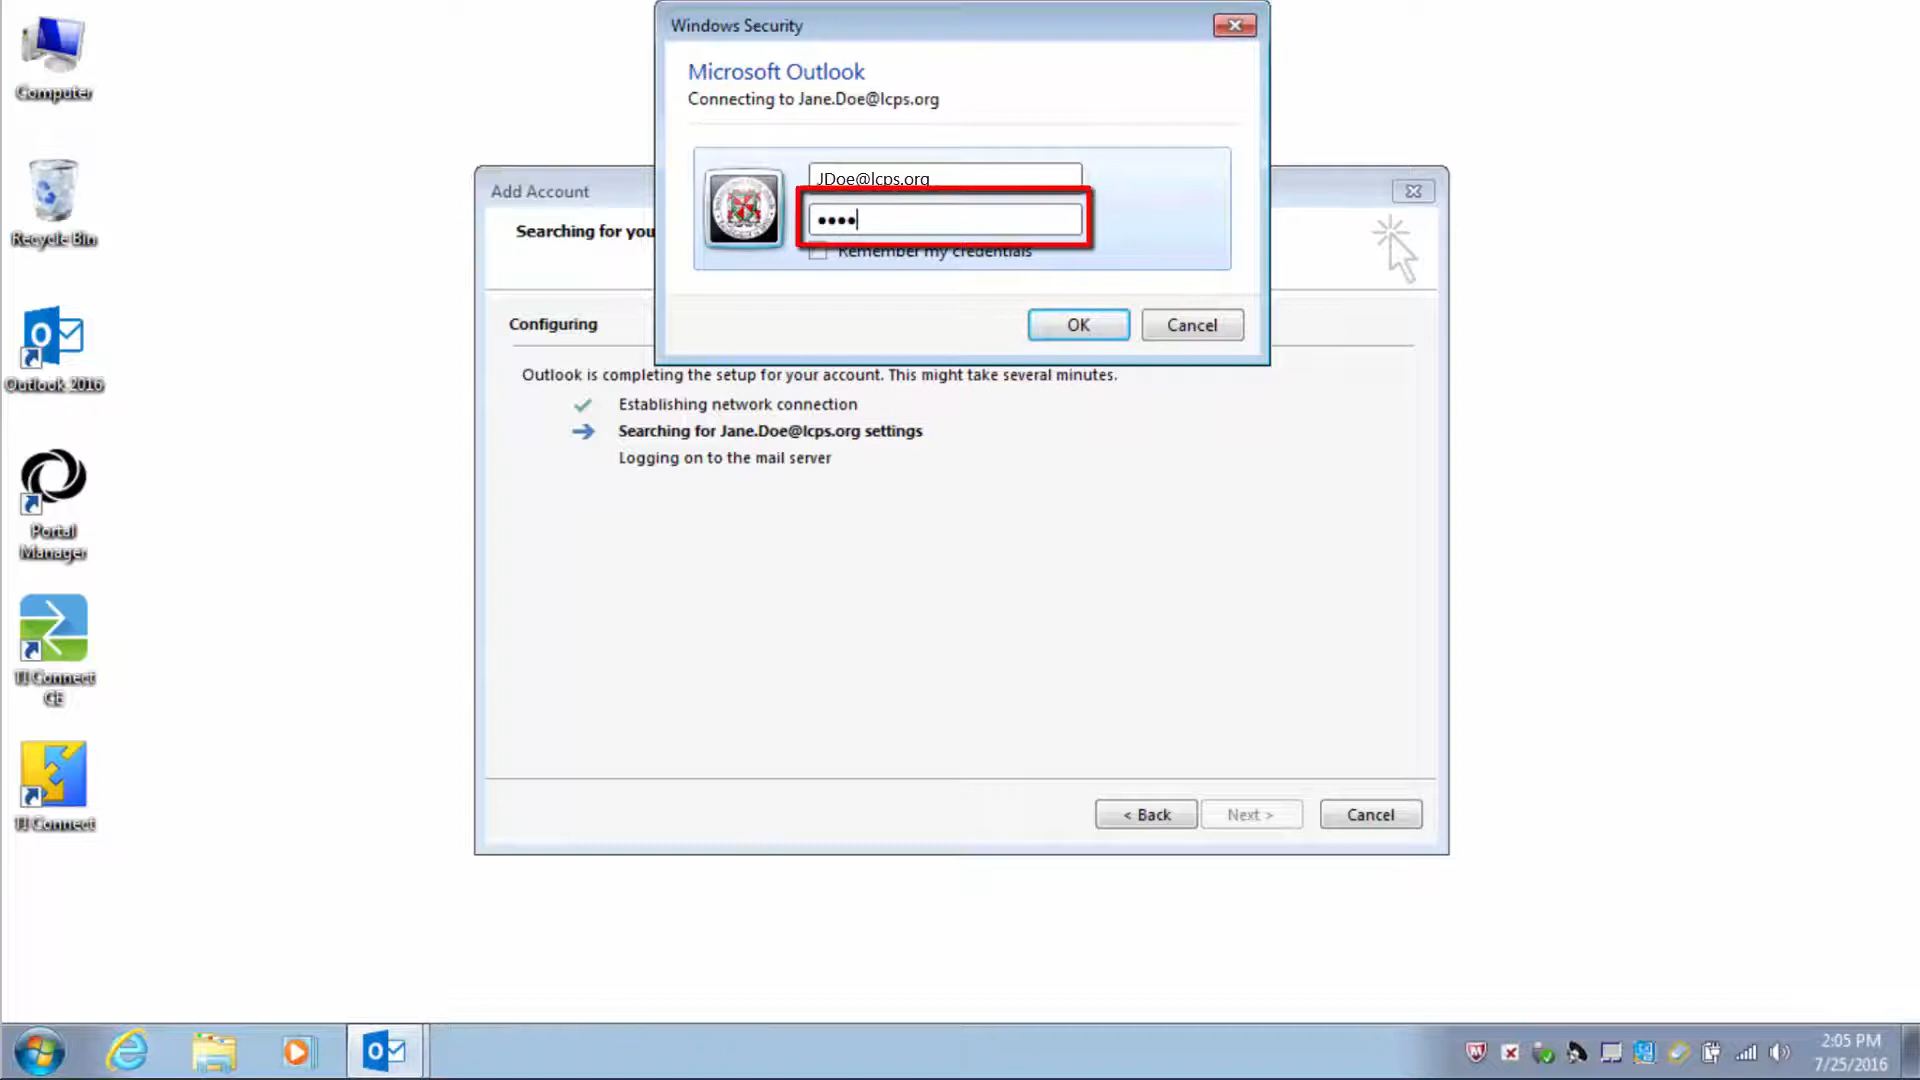 Computer
Recycle Bin
Outlook 2016
Portal
Manager
TI Connect
CE
TI Connect
Windows Security
Microsoft Outlook
Connecting to Jane.Doe@lcps.org
JDoe@lcps.org
••••
Remember my credentials
OK
Cancel
Add Account
Searching for you
Configuring
Outlook is completing the setup for your account. This might take several minutes.
Establishing network connection
Searching for Jane.Doe@lcps.org settings
Logging on to the mail server
< Back
Next >
Cancel
2:05 PM
7/25/2016